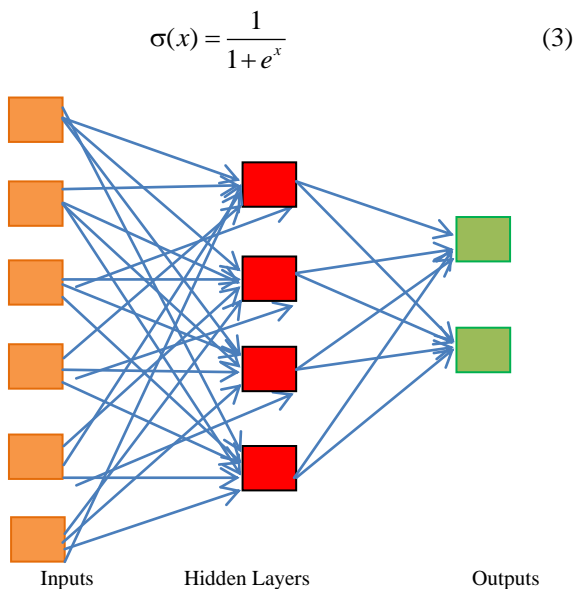 σ(x) = 1 / (1 + e^x) (3)
Inputs Hidden Layers Outputs